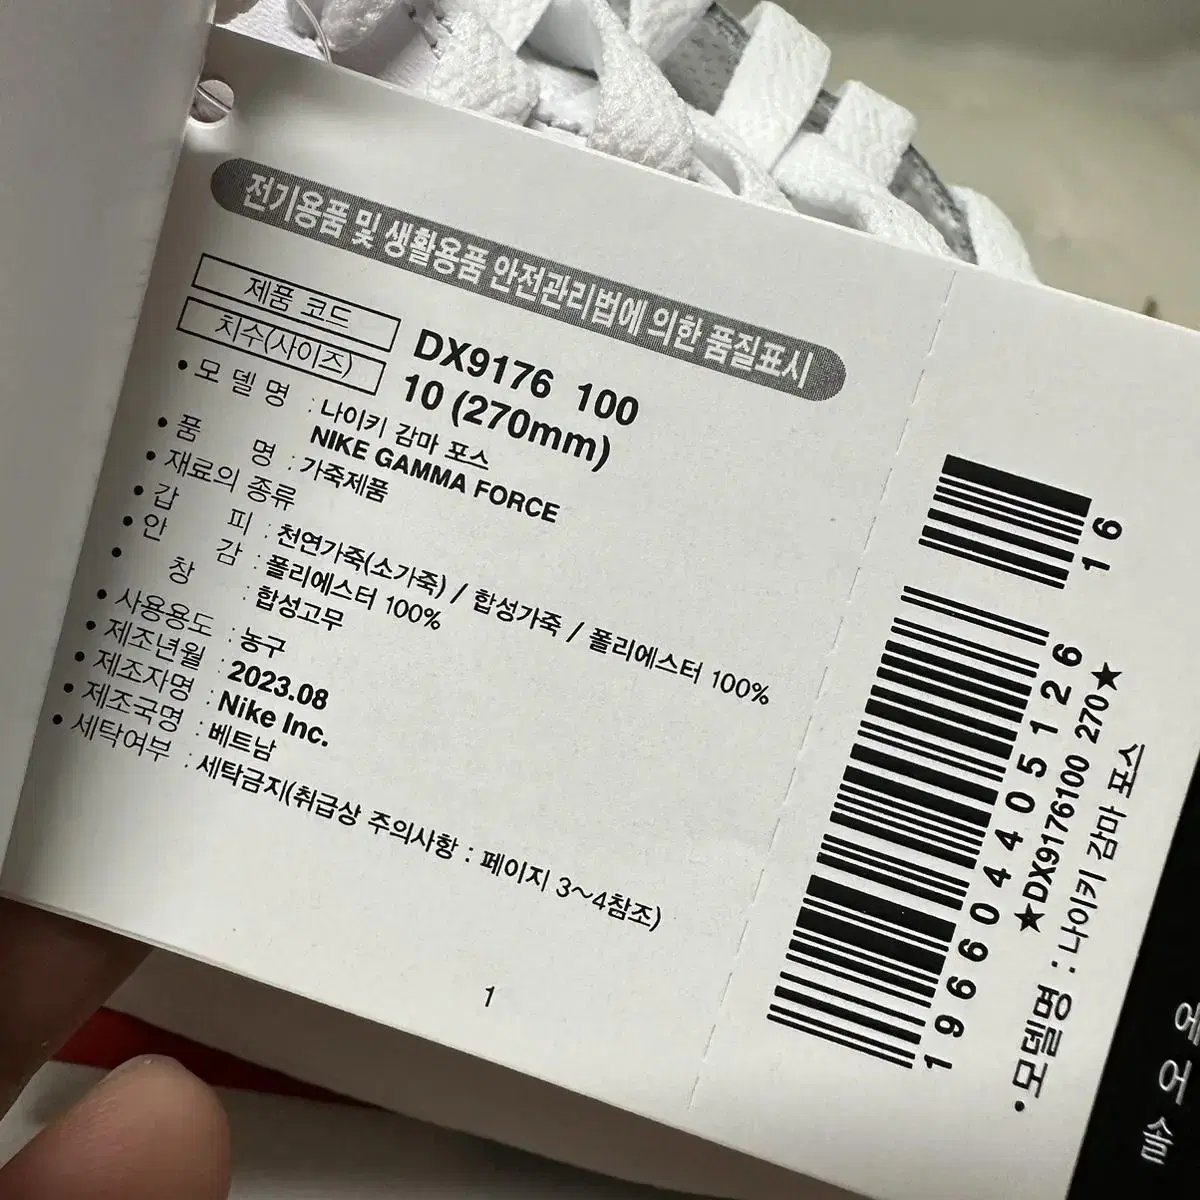 전기용품 및 생활용품 안전관리법에 의한 품질표시
제품 코드 DX9176 100
치수(사이즈) 10 (270mm)
• 모 델 명 : 나이키 감마 포스
NIKE GAMMA FORCE
• 품 명 : 가죽제품
• 재료의 종류
• 갑 피 : 천연가죽(소가죽) / 합성가죽 / 폴리에스터 100%
• 안 감 : 폴리에스터 100%
• 창 : 합성고무
• 사용용도 : 농구
• 제조년월 : 2023.08
• 제조자명 : Nike Inc.
• 제조국명 : 베트남
• 세탁여부 : 세탁금지(취급상 주의사항 : 페이지 3~4참조)
1
16
196604405126
★DX9176100 270★
• 모델명 : 나이키 감마 포스